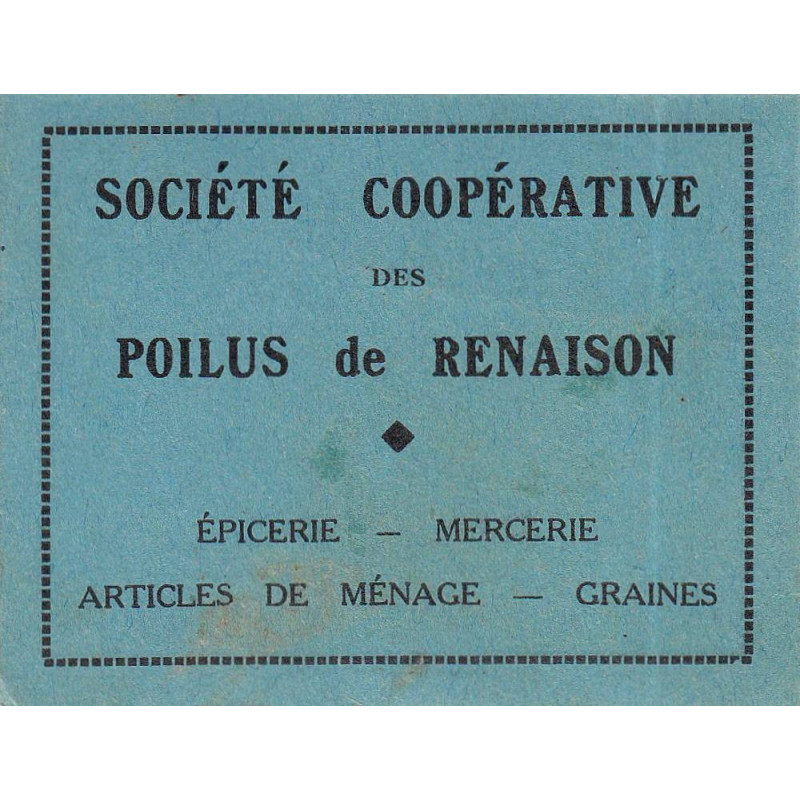 SOCIÉTÉ COOPÉRATIVE
DES
POILUS de RENAISON
ÉPICERIE — MERCERIE
ARTICLES DE MÉNAGE — GRAINES